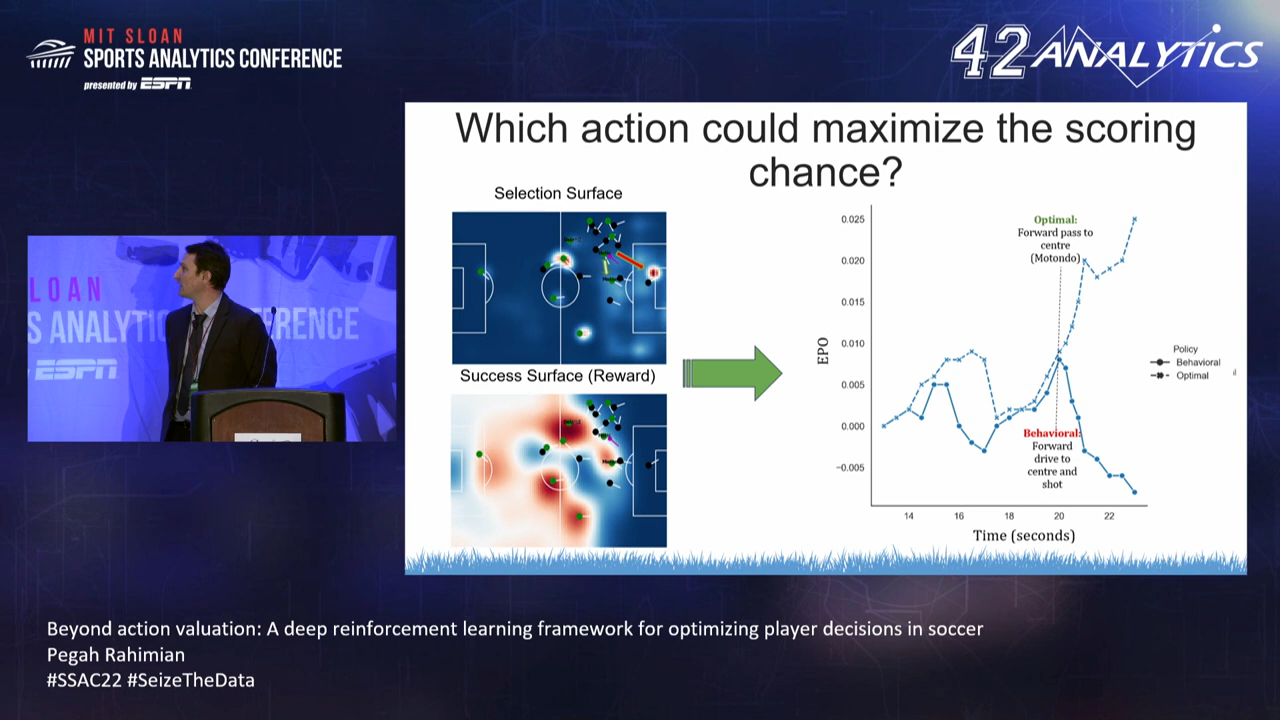 MIT SLOAN
SPORTS ANALYTICS CONFERENCE
presented by ESPN
42 ANALYTICS
Which action could maximize the scoring
chance?
Selection Surface
Success Surface (Reward)
EPO
0.025
0.020
0.015
0.010
0.005
0.000
−0.005
14
16
18
20
22
Time (seconds)
Optimal:
Forward pass to
centre
(Motondo)
Behavioral:
Forward
drive to
centre and
shot
Policy
Behavioral
Optimal
LOAN
S ANALYTIC
ERENCE
ESPN
Beyond action valuation: A deep reinforcement learning framework for optimizing player decisions in soccer
Pegah Rahimian
#SSAC22 #SeizeTheData